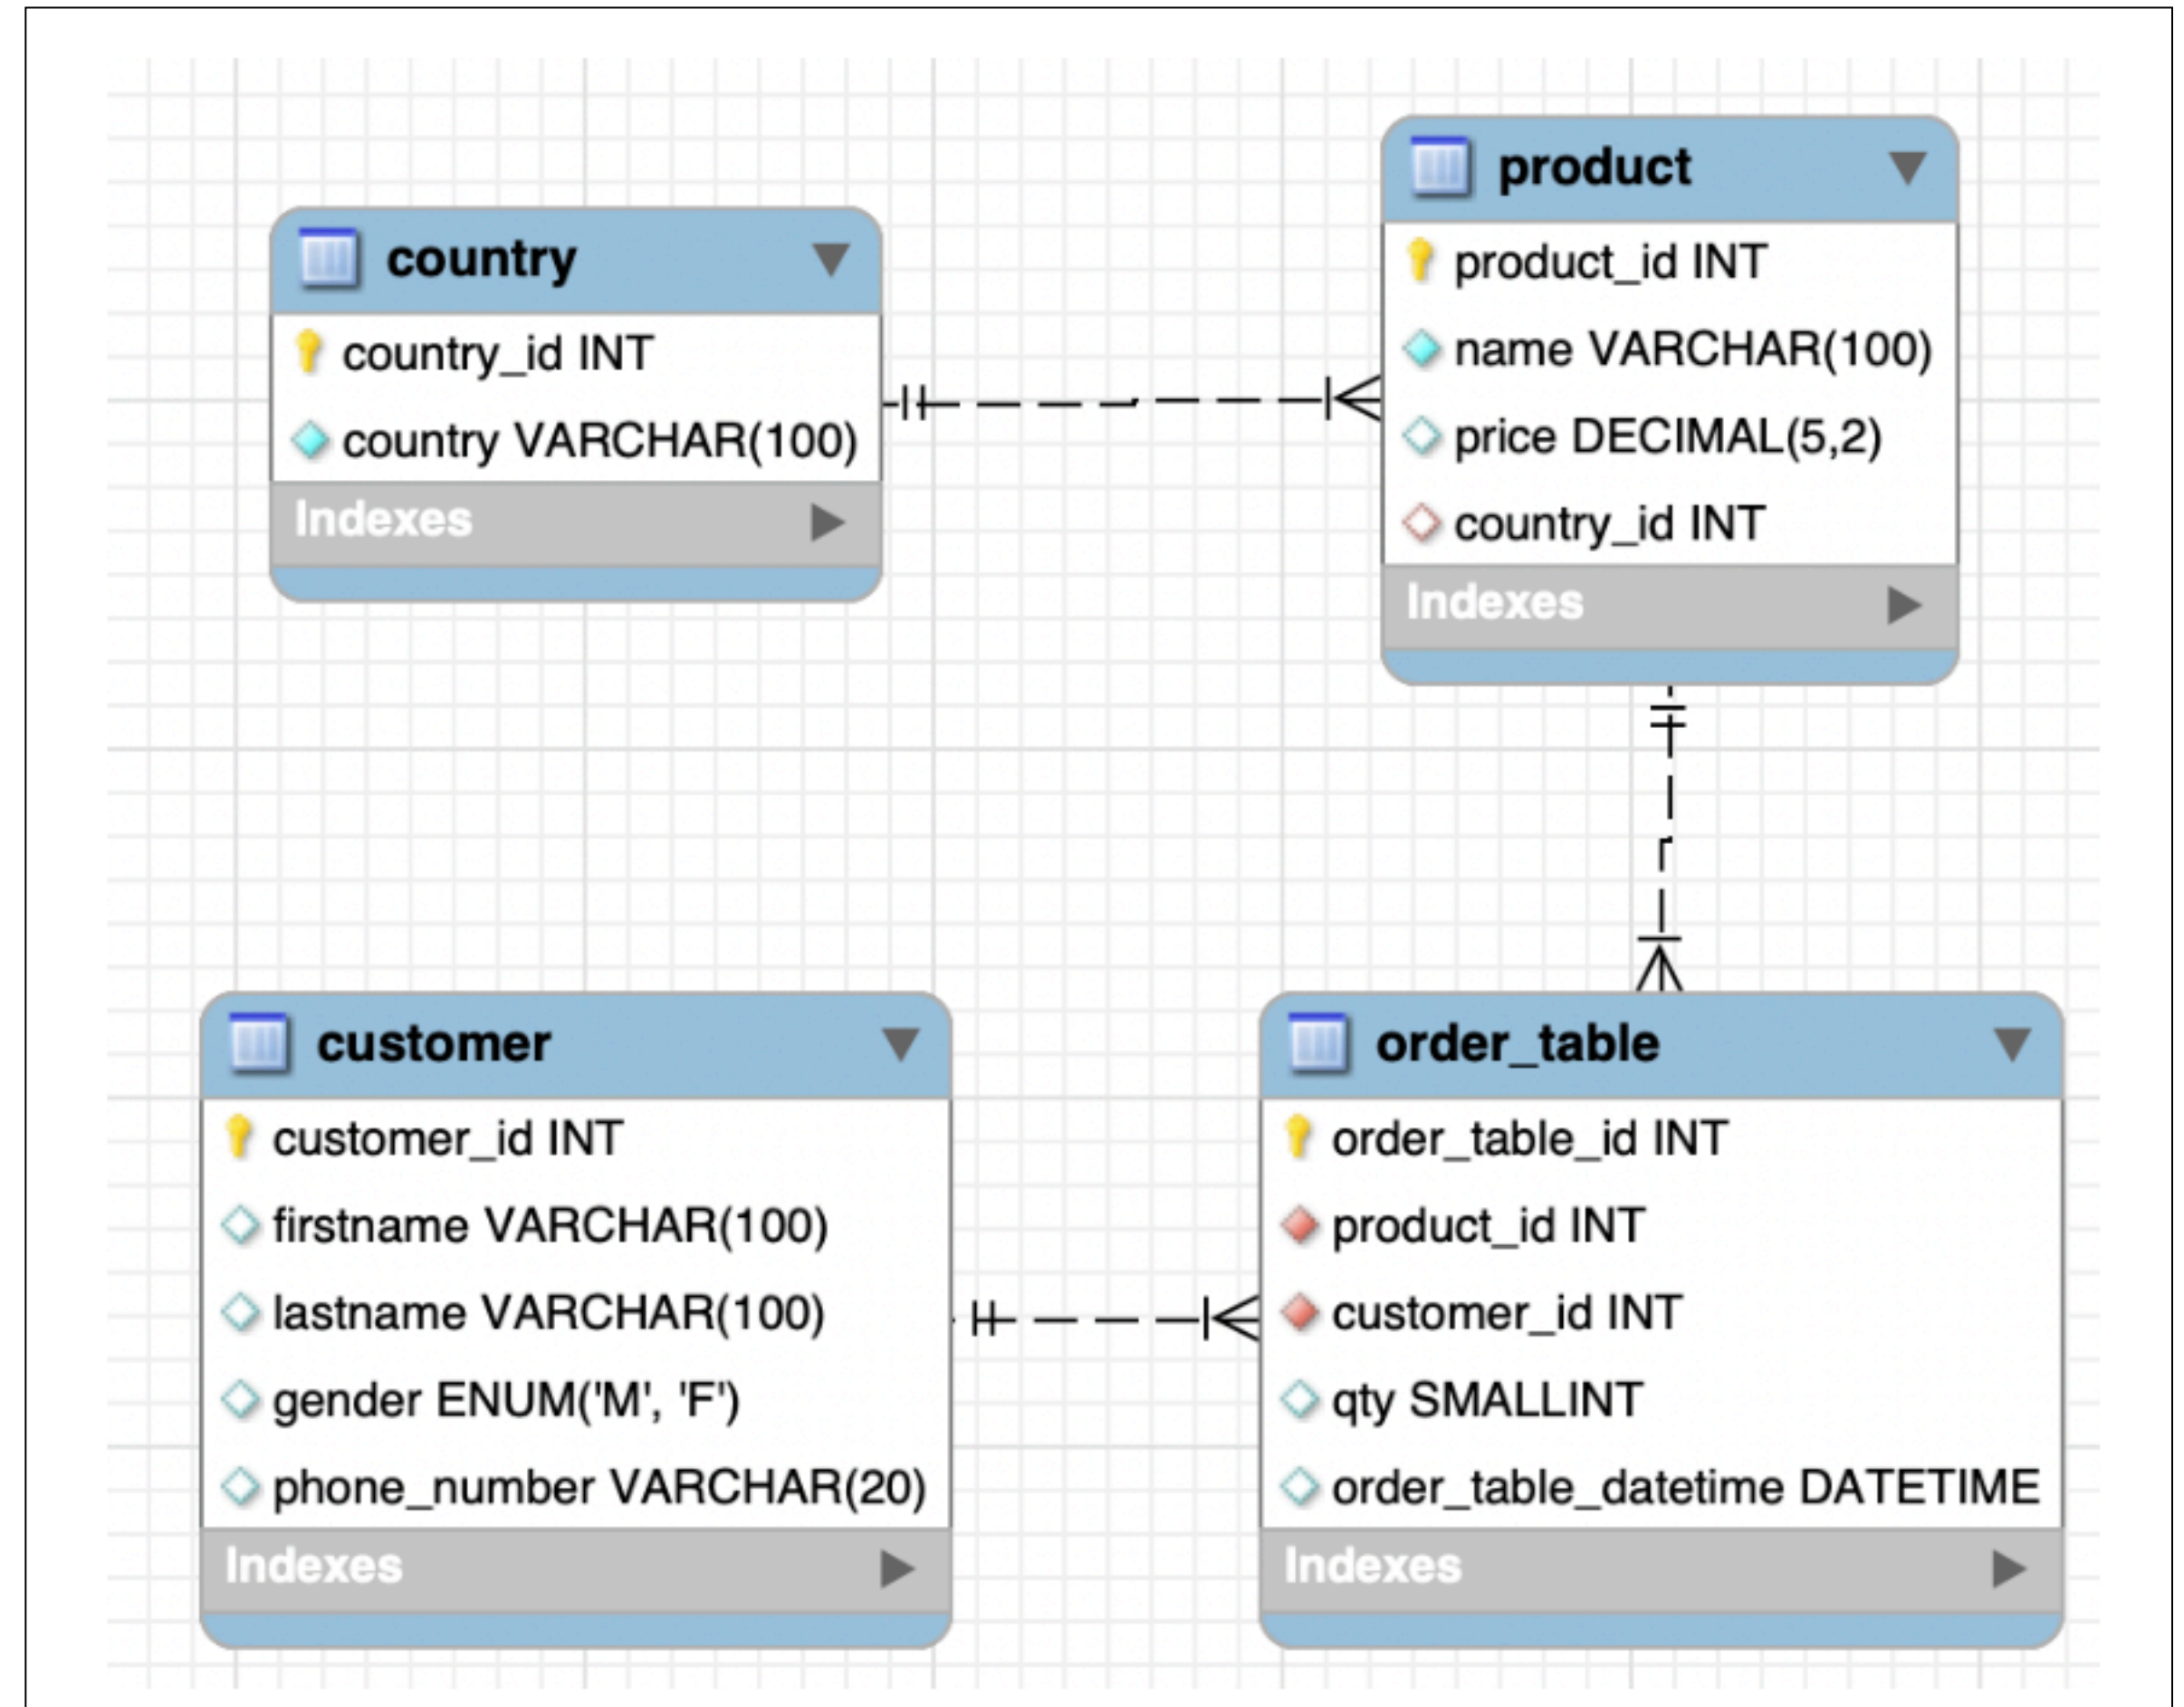 country
country_id INT
country VARCHAR(100)
Indexes
product
product_id INT
name VARCHAR(100)
price DECIMAL(5,2)
country_id INT
Indexes
customer
customer_id INT
firstname VARCHAR(100)
lastname VARCHAR(100)
gender ENUM('M', 'F')
phone_number VARCHAR(20)
Indexes
order_table
order_table_id INT
product_id INT
customer_id INT
qty SMALLINT
order_table_datetime DATETIME
Indexes